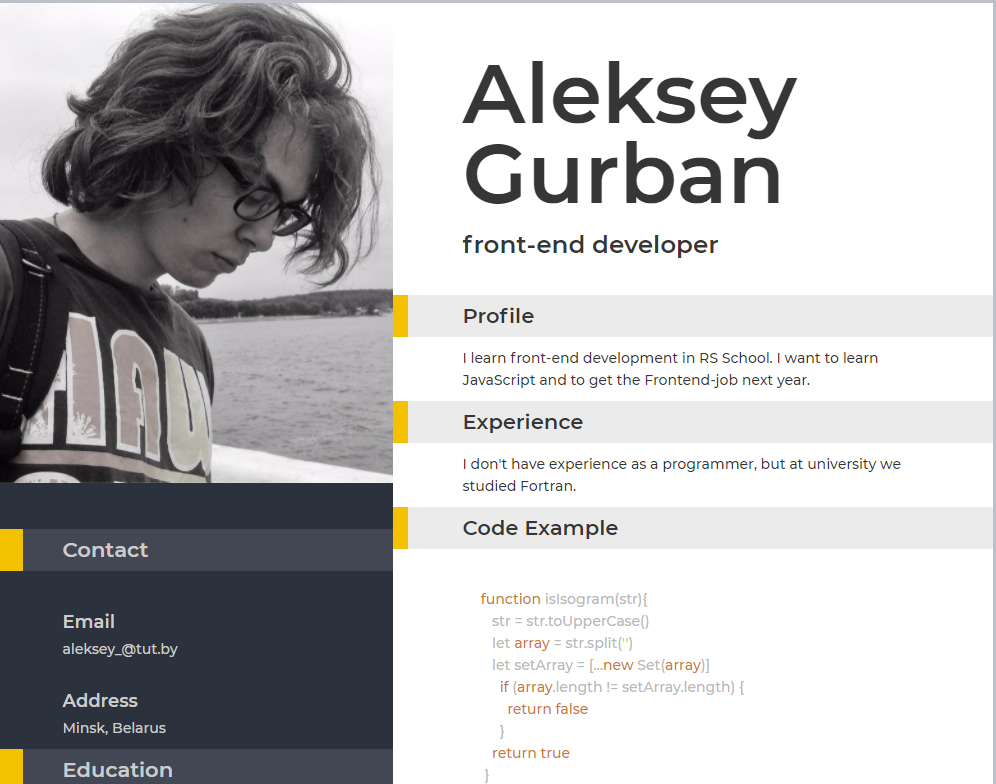 Aleksey
Gurban
front-end developer
Profile
I learn front-end development in RS School. I want to learn
JavaScript and to get the Frontend-job next year.
Experience
I don't have experience as a programmer, but at university we
studied Fortran.
Code Example
function isIsogram(str){
str = str.toUpperCase()
let array = str.split('')
let setArray = [...new Set(array)]
if (array.length != setArray.length) {
return false
}
return true
}
Contact
Email
aleksey_@tut.by
Address
Minsk, Belarus
Education